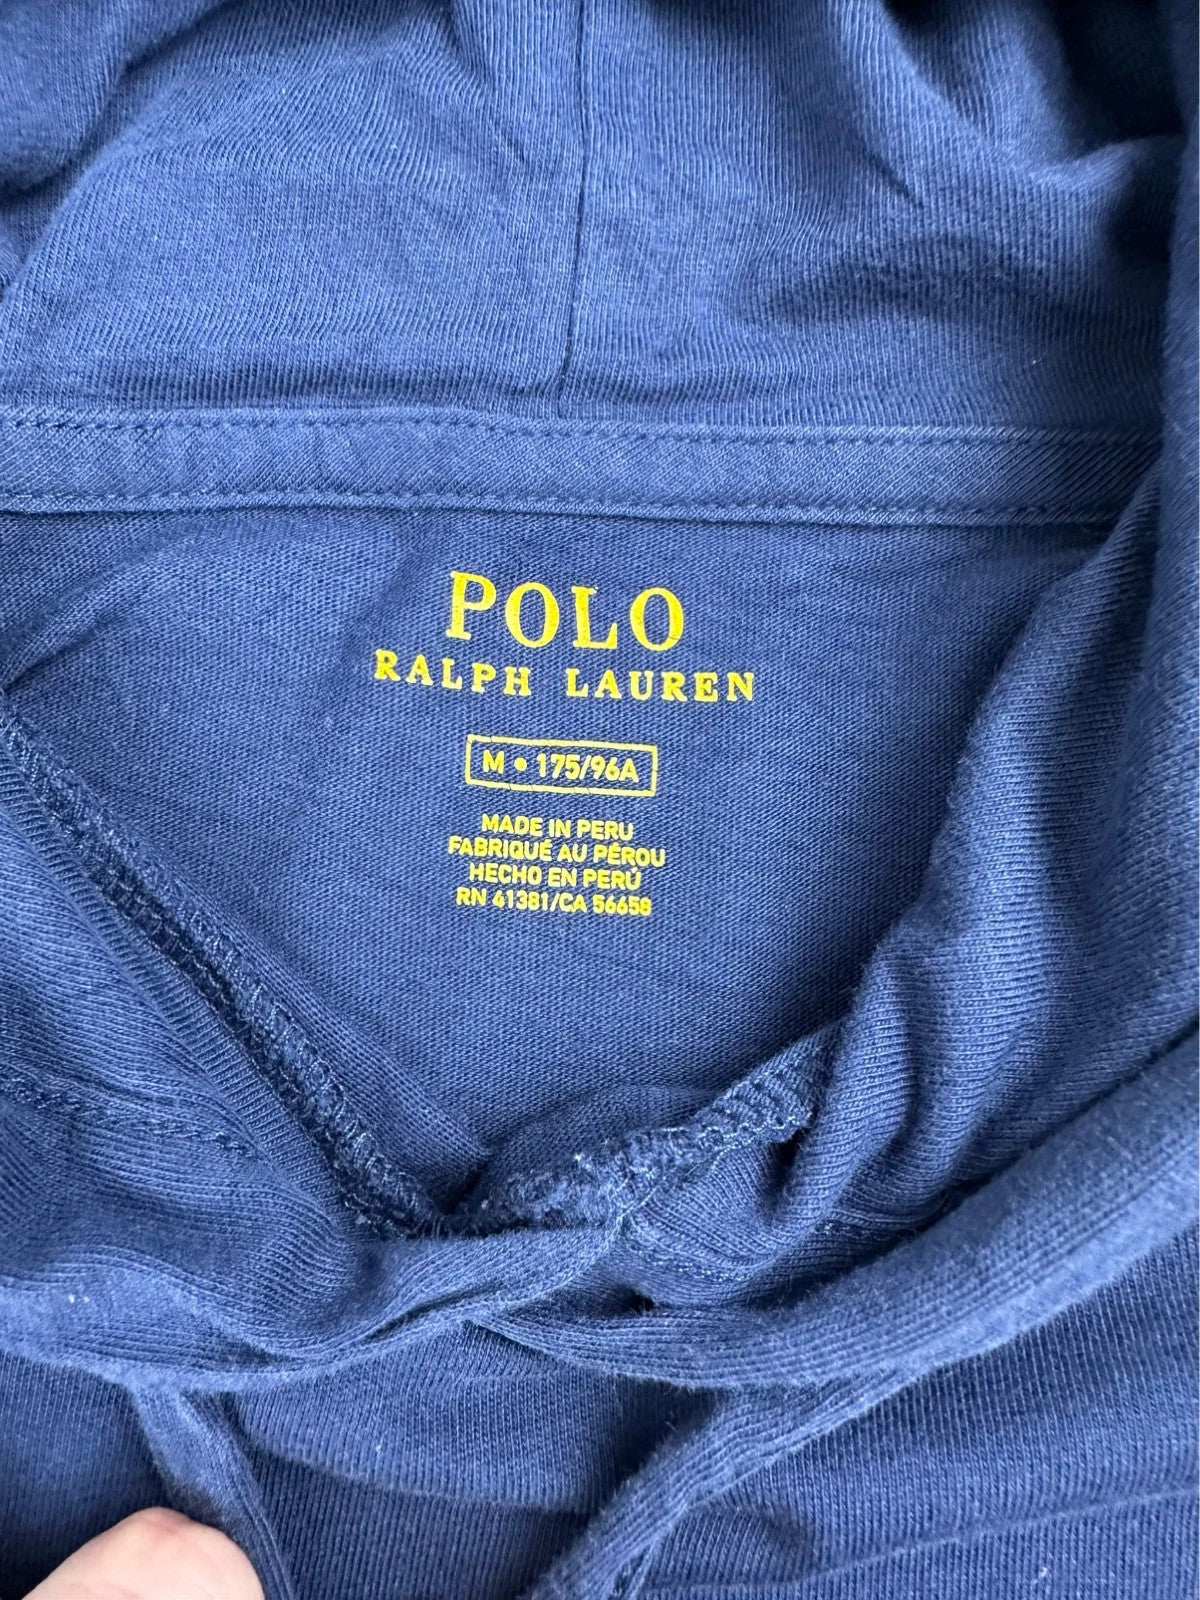 POLO
RALPH LAUREN
M • 175/96A
MADE IN PERU
FABRIQUÉ AU PÉROU
HECHO EN PERÚ
RN 41381/CA 56658